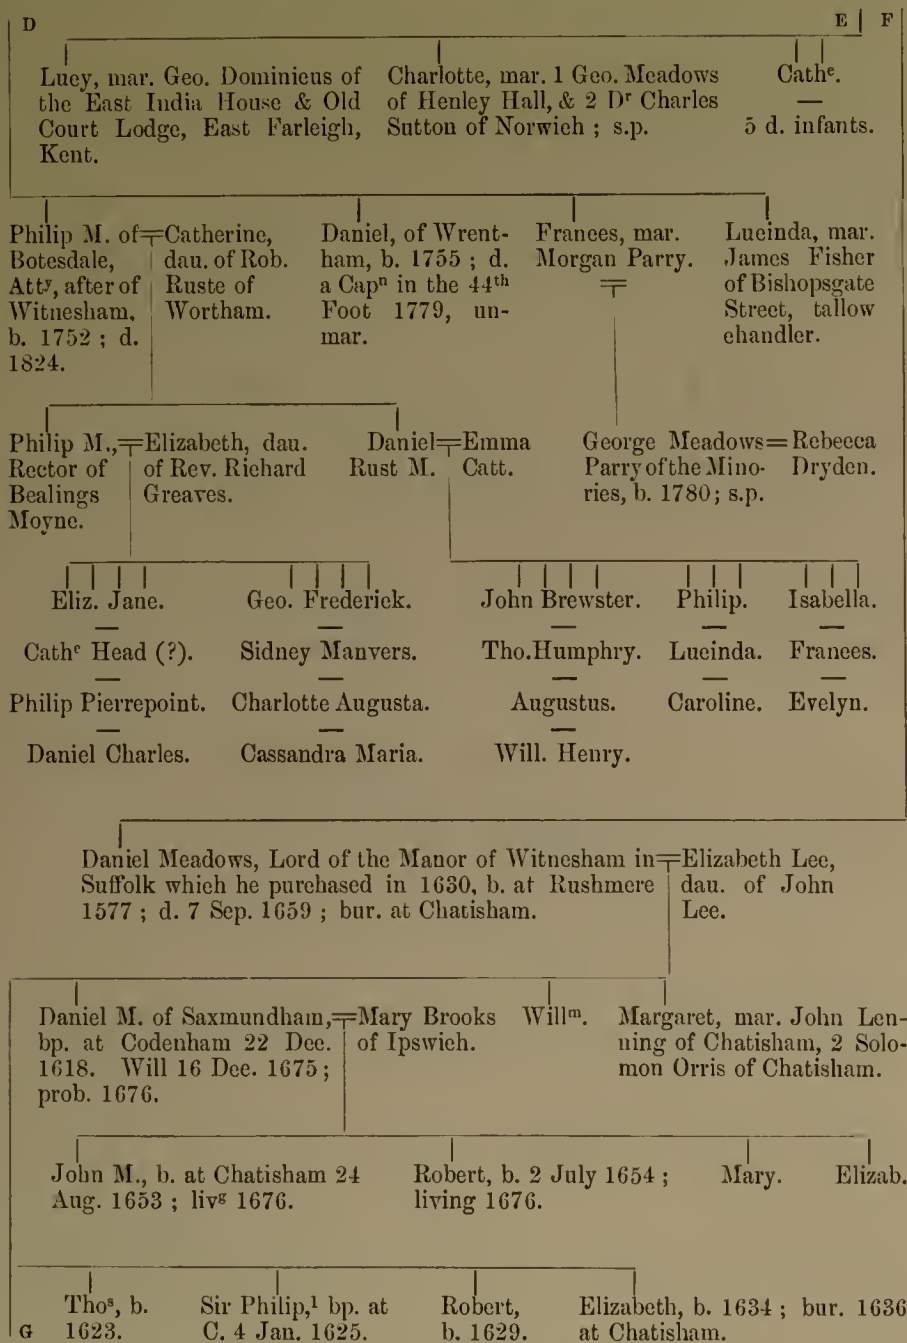 D E F
Lucy, mar. Geo. Dominicus of
the East India House & Old
Court Lodge, East Farleigh,
Kent.
Charlotte, mar. 1 Geo. Meadows
of Henley Hall, & 2 Dʳ Charles
Sutton of Norwich ; s.p.
Cathᵉ.
—
5 d. infants.
Philip M. of
Botesdale,
Attʸ, after of
Witnesham,
b. 1752 ; d.
1824.
=Catherine,
dau. of Rob.
Ruste of
Wortham.
Daniel, of Wrent-
ham, b. 1755 ; d.
a Capⁿ in the 44ᵗʰ
Foot 1779, un-
mar.
Frances, mar.
Morgan Parry.
=
Lucinda, mar.
James Fisher
of Bishopsgate
Street, tallow
chandler.
Philip M.,
Rector of
Bealings
Moyne.
=Elizabeth, dau.
of Rev. Richard
Greaves.
Daniel
Rust M.
=Emma
Catt.
George Meadows
Parry of the Mino-
ries, b. 1780; s.p.
=Rebecca
Dryden.
Eliz. Jane.
—
Cathᵉ Head (?).
—
Philip Pierrepoint.
—
Daniel Charles.
Geo. Frederick.
—
Sidney Manvers.
—
Charlotte Augusta.
—
Cassandra Maria.
John Brewster.
—
Tho. Humphry.
—
Augustus.
—
Will. Henry.
Philip.
—
Lucinda.
—
Caroline.
Isabella.
—
Frances.
—
Evelyn.
Daniel Meadows, Lord of the Manor of Witnesham in
Suffolk which he purchased in 1630, b. at Rushmere
1577 ; d. 7 Sep. 1659 ; bur. at Chatisham.
=Elizabeth Lee,
dau. of John
Lee.
Daniel M. of Saxmundham,
bp. at Codenham 22 Dec.
1618. Will 16 Dec. 1675 ;
prob. 1676.
=Mary Brooks
of Ipswich.
Willᵐ.
Margaret, mar. John Len-
ning of Chatisham, 2 Solo-
mon Orris of Chatisham.
John M., b. at Chatisham 24
Aug. 1653 ; livᵍ 1676.
Robert, b. 2 July 1654 ;
living 1676.
Mary.
Elizab.
Thoˢ, b.
1623.
Sir Philip,¹ bp. at
C. 4 Jan. 1625.
Robert,
b. 1629.
Elizabeth, b. 1634 ; bur. 1636
at Chatisham.
G